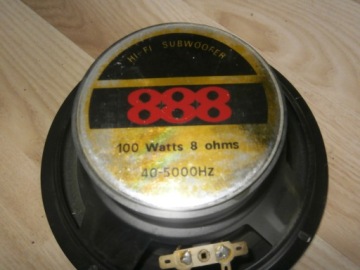 HI-FI SUBWOOFER
888
100 Watts 8 ohms
40-5000Hz